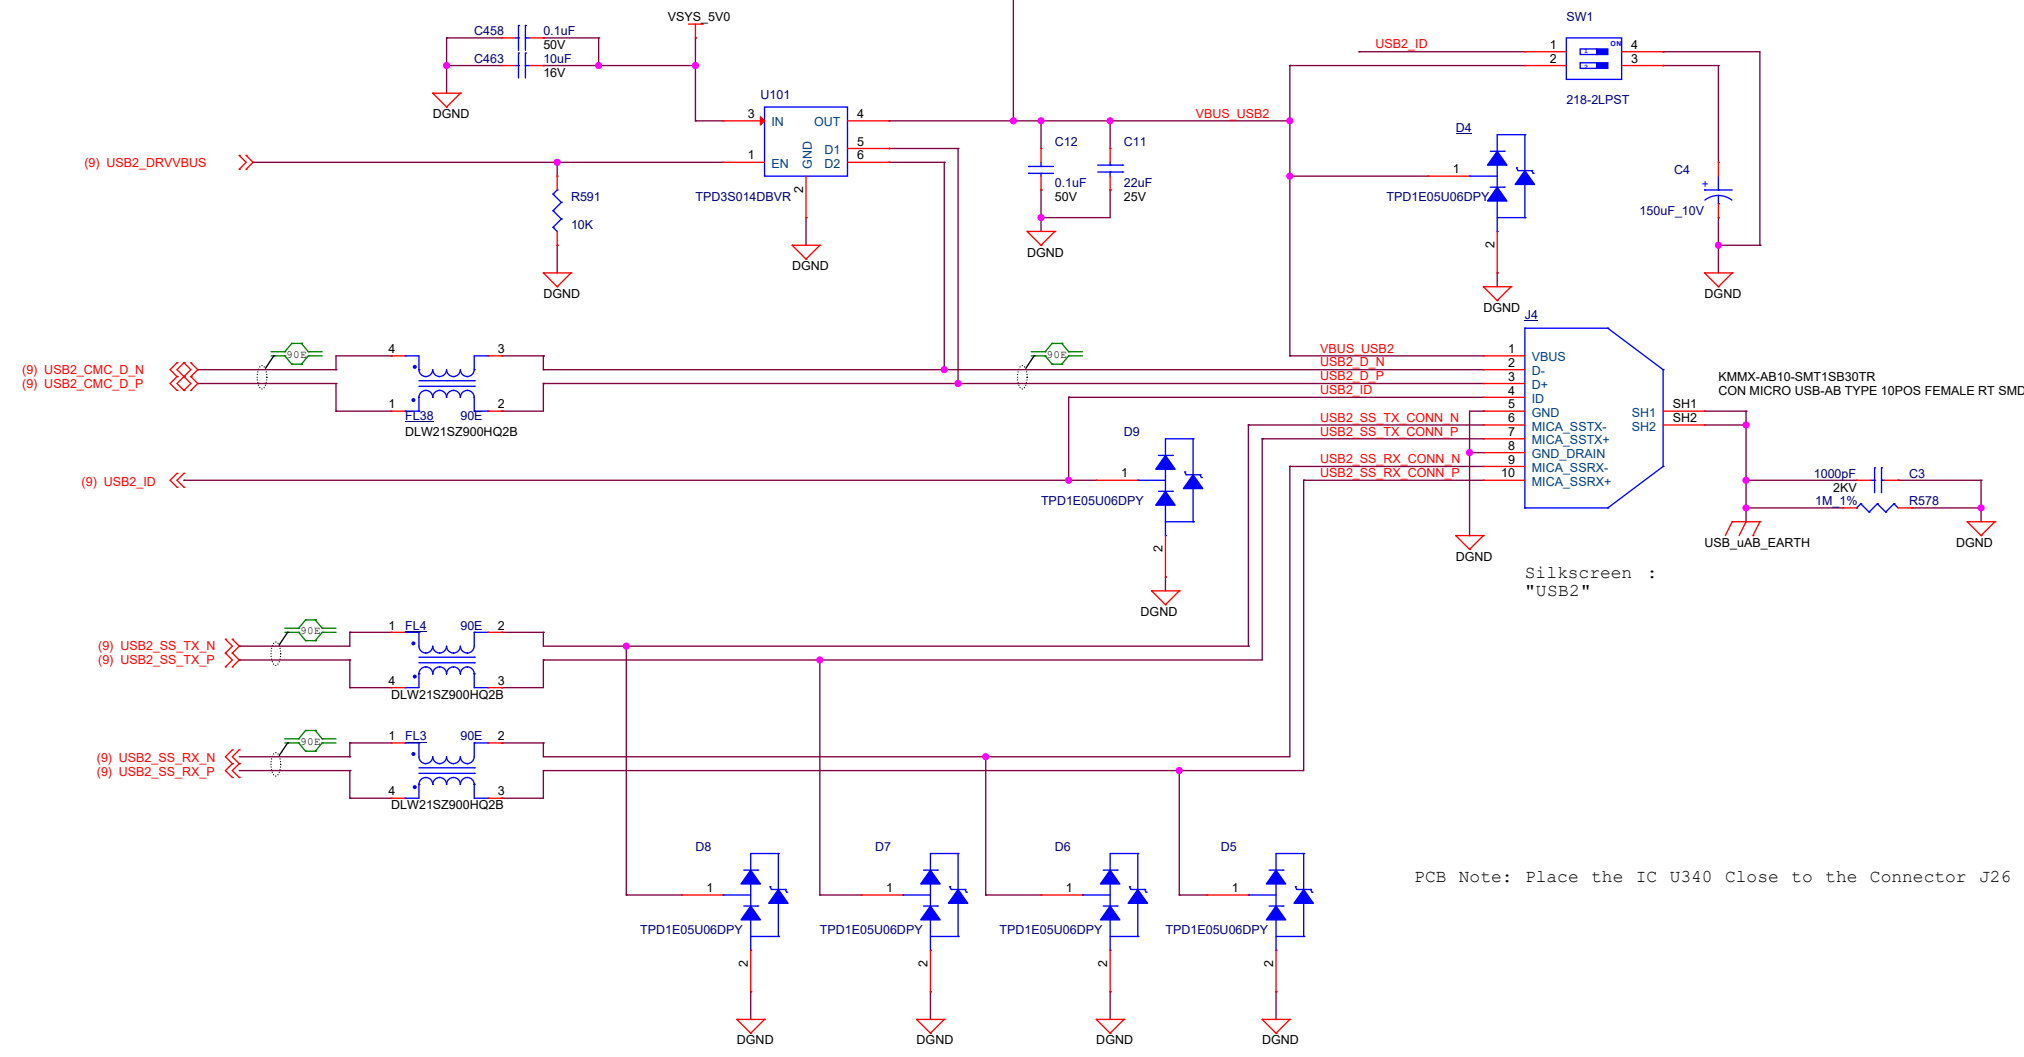 VSYS_5V0
SW1
C458 0.1uF
50V
C463 10uF
16V
DGND
USB2_ID 1 4
2 3
ON
1
2
218-2LPST
U101
3 IN OUT 4
D1 5
1 EN GND D2 6
2
TPD3S014DBVR
DGND
(9) USB2_DRVVBUS
R591
10K
DGND
VBUS_USB2
C12
0.1uF
50V
C11
22uF
25V
DGND
D4
1
TPD1E05U06DPY
2
DGND
C4
+
150uF_10V
DGND
(9) USB2_CMC_D_N
(9) USB2_CMC_D_P
90E
4 3
1 2
FL38 90E
DLW21SZ900HQ2B
90E
J4
VBUS_USB2 1 VBUS
USB2_D_N 2 D-
USB2_D_P 3 D+
USB2_ID 4 ID
5 GND
USB2_SS_TX_CONN_N 6 MICA_SSTX-
USB2_SS_TX_CONN_P 7 MICA_SSTX+
8 GND_DRAIN
USB2_SS_RX_CONN_N 9 MICA_SSRX-
USB2_SS_RX_CONN_P 10 MICA_SSRX+
SH1 SH1
SH2 SH2
KMMX-AB10-SMT1SB30TR
CON MICRO USB-AB TYPE 10POS FEMALE RT SMD
1000pF C3
2KV
1M_1% R578
USB_uAB_EARTH
DGND
DGND
Silkscreen :
"USB2"
(9) USB2_ID
D9
1
TPD1E05U06DPY
2
DGND
(9) USB2_SS_TX_N
(9) USB2_SS_TX_P
90E
1 FL4 90E 2
4 3
DLW21SZ900HQ2B
(9) USB2_SS_RX_N
(9) USB2_SS_RX_P
90E
1 FL3 90E 2
4 3
DLW21SZ900HQ2B
D8
1
TPD1E05U06DPY
2
DGND
D7
1
TPD1E05U06DPY
2
DGND
D6
1
TPD1E05U06DPY
2
DGND
D5
1
TPD1E05U06DPY
2
DGND
PCB Note: Place the IC U340 Close to the Connector J26